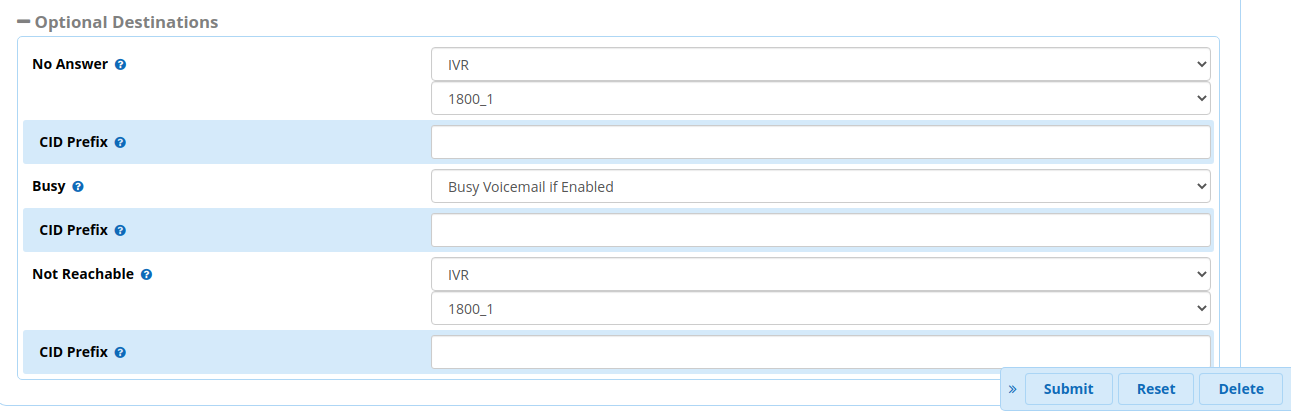 Optional Destinations
No Answer
IVR
1800_1
CID Prefix
Busy
Busy Voicemail if Enabled
CID Prefix
Not Reachable
IVR
1800_1
CID Prefix
» Submit Reset Delete